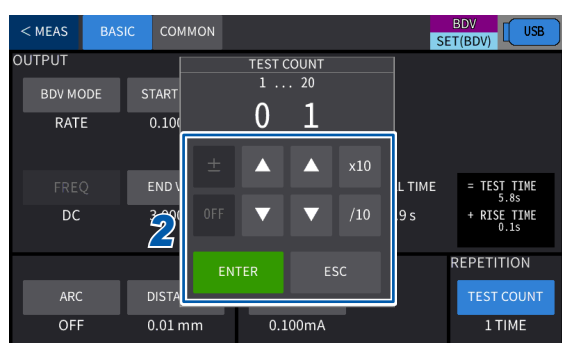 < MEAS BASIC COMMON BDV SET(BDV) USB
OUTPUT
TEST COUNT
1 ... 20
0 1
BDV MODE START
RATE 0.100
± x10
FREQ END L TIME = TEST TIME
5.8s
DC OFF /10 9 s + RISE TIME
0.1s
2
ENTER ESC
REPETITION
ARC DISTA TEST COUNT
OFF 0.01 mm 0.100mA 1 TIME